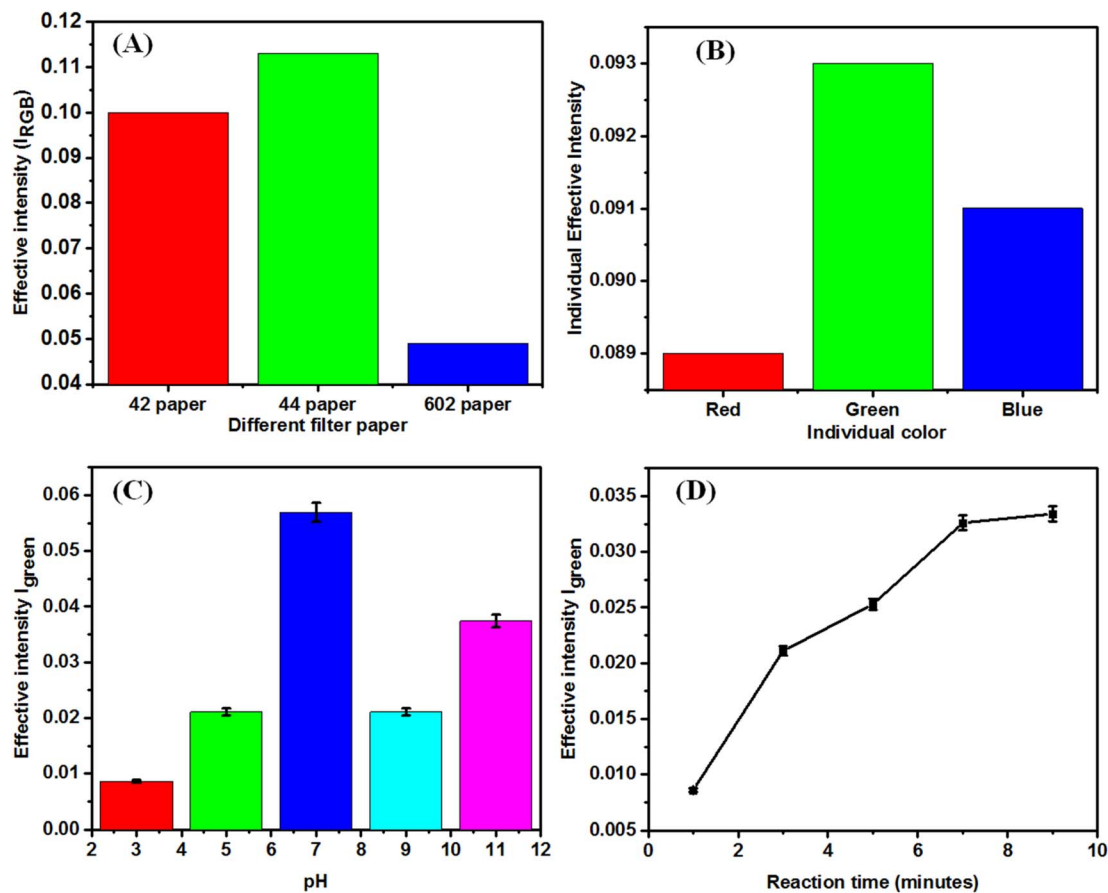 (A)
Effective intensity (I_RGB)
0.12
0.11
0.10
0.09
0.08
0.07
0.06
0.05
0.04
42 paper 44 paper 602 paper
Different filter paper
(B)
Individual Effective Intensity
0.093
0.092
0.091
0.090
0.089
Red Green Blue
Individual color
(C)
Effective intensity I_green
0.06
0.05
0.04
0.03
0.02
0.01
0.00
2 3 4 5 6 7 8 9 10 11 12
pH
(D)
Effective intensity I_green
0.035
0.030
0.025
0.020
0.015
0.010
0.005
0 2 4 6 8 10
Reaction time (minutes)